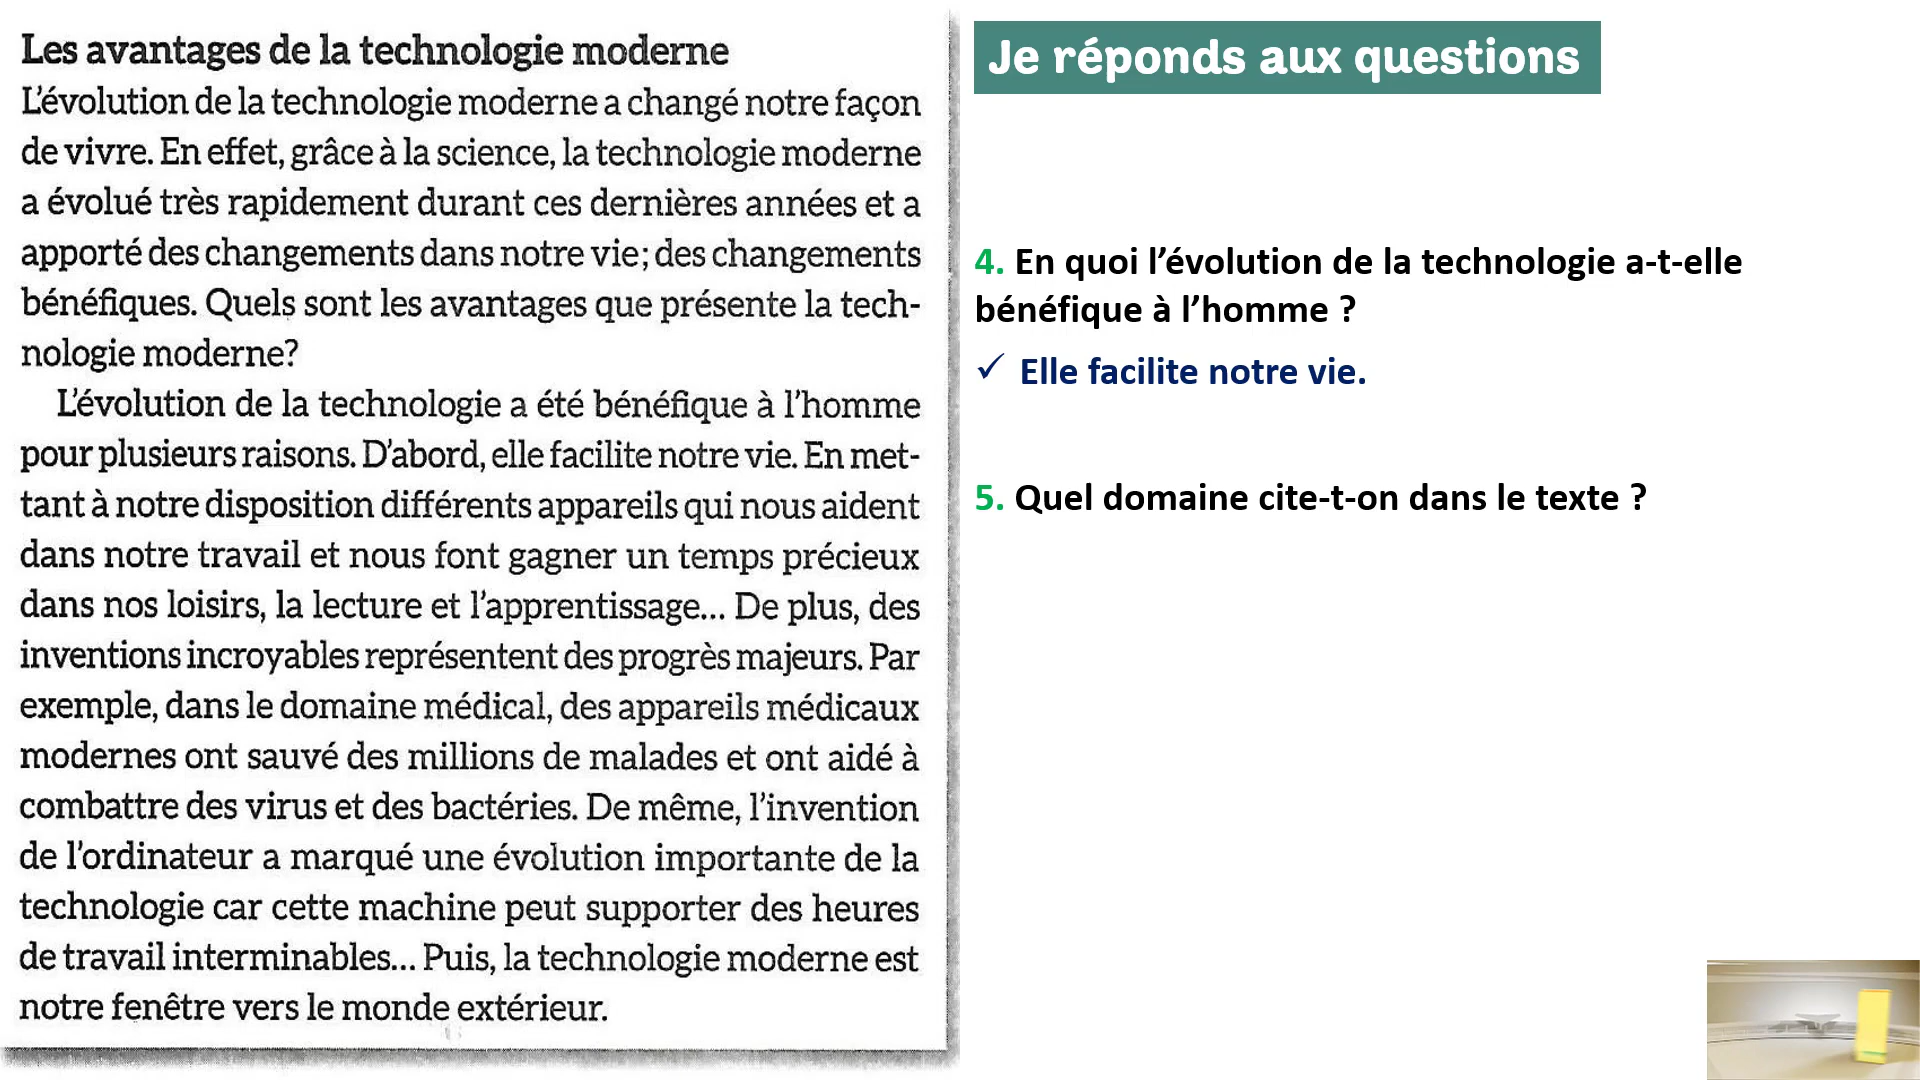 Les avantages de la technologie moderne
L'évolution de la technologie moderne a changé notre façon
de vivre. En effet, grâce à la science, la technologie moderne
a évolué très rapidement durant ces dernières années et a
apporté des changements dans notre vie; des changements
bénéfiques. Quels sont les avantages que présente la tech-
nologie moderne?
L'évolution de la technologie a été bénéfique à l'homme
pour plusieurs raisons. D'abord, elle facilite notre vie. En met-
tant à notre disposition différents appareils qui nous aident
dans notre travail et nous font gagner un temps précieux
dans nos loisirs, la lecture et l'apprentissage... De plus, des
inventions incroyables représentent des progrès majeurs. Par
exemple, dans le domaine médical, des appareils médicaux
modernes ont sauvé des millions de malades et ont aidé à
combattre des virus et des bactéries. De même, l'invention
de l'ordinateur a marqué une évolution importante de la
technologie car cette machine peut supporter des heures
de travail interminables... Puis, la technologie moderne est
notre fenêtre vers le monde extérieur.
Je réponds aux questions
4. En quoi l’évolution de la technologie a-t-elle
bénéfique à l’homme ?
✓ Elle facilite notre vie.
5. Quel domaine cite-t-on dans le texte ?